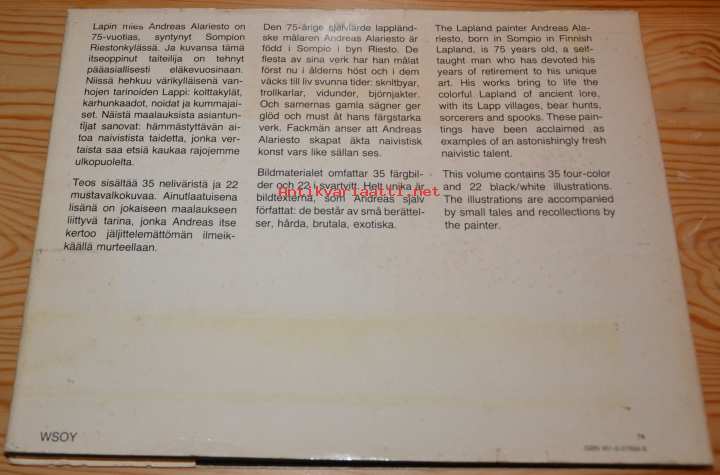 Lapin mies Andreas Alariesto on
75-vuotias, syntynyt Sompion
Riestonkylässä. Ja kuvansa tämä
itseoppinut taiteilija on tehnyt
pääasiallisesti eläkevuosinaan.
Niissä hehkuu värikylläisenä van-
hojen tarinoiden Lappi: kolttakylät,
karhunkaadot, noidat ja kummajai-
set. Näistä maalauksista asiantun-
tijat sanovat: hämmästyttävän ai-
toa naivistista taidetta, jonka ver-
taista saa etsiä kaukaa rajojemme
ulkopuolelta.
Teos sisältää 35 neliväristä ja 22
mustavalkokuvaa. Ainutlaatuisena
lisänä on jokaiseen maalaukseen
liittyvä tarina, jonka Andreas itse
kertoo jäljittelemättömän ilmeik-
käällä murteellaan.
Den 75-årige självlärde lappländ-
ske målaren Andreas Alariesto är
född i Sompio i byn Riesto. De
flesta av sina verk har han målat
först nu i ålderns höst och i dem
väcks till liv svunna tider: skoltbyar,
trollkarlar, vidunder, björnjakter.
Och samernas gamla sägner ger
glöd och must åt hans färgstarka
verk. Fackmän anser att Andreas
Alariesto skapat äkta naivistisk
konst vars like sällan ses.
Bildmaterialet omfattar 35 färgbil-
der och 22 i svartvitt. Helt unika är
bildtexterna, som Andreas själv
författat: de består av små berättel-
ser, hårda, brutala, exotiska.
The Lapland painter Andreas Ala-
riesto, born in Sompio in Finnish
Lapland, is 75 years old, a self-
taught man who has devoted his
years of retirement to his unique
art. His works bring to life the
colorful Lapland of ancient lore,
with its Lapp villages, bear hunts,
sorcerers and spooks. These pain-
tings have been acclaimed as
examples of an astonishingly fresh
naivistic talent.
This volume contains 35 four-color
and 22 black/white illustrations.
The illustrations are accompanied
by small tales and recollections by
the painter.
Antikvariaatti.net
WSOY
ISBN